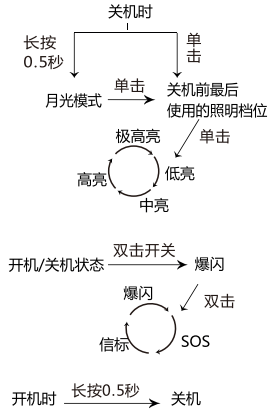 关机时
长按
0.5秒
单
击
月光模式
单击
关机前最后
使用的照明档位
单击
极高亮
高亮
低亮
中亮
开机/关机状态
双击开关
爆闪
双击
爆闪
信标
SOS
开机时
长按0.5秒
关机